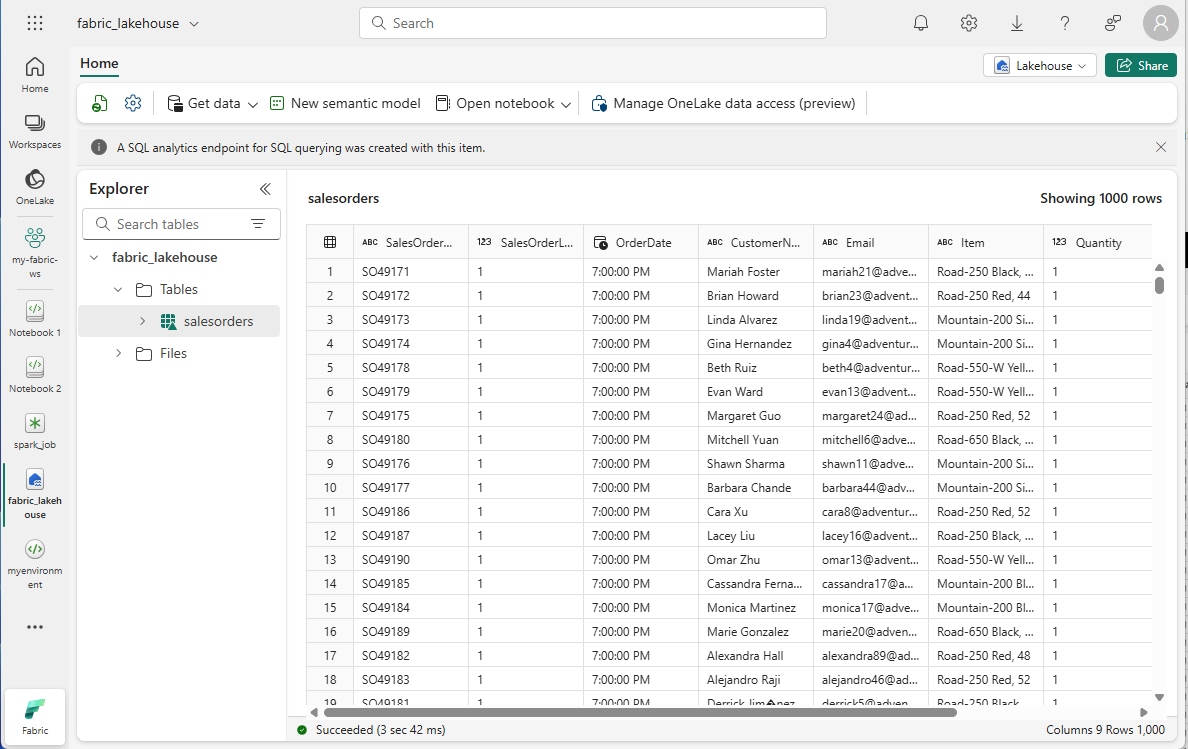 fabric_lakehouse
Search
Home
Workspaces
OneLake
my-fabric-
ws
Notebook 1
Notebook 2
spark_job
fabric_lakeh
ouse
myenvironm
ent
Fabric
Home
Lakehouse
Share
Get data
New semantic model
Open notebook
Manage OneLake data access (preview)
A SQL analytics endpoint for SQL querying was created with this item.
Explorer
Search tables
fabric_lakehouse
Tables
salesorders
Files
salesorders Showing 1000 rows
ABC SalesOrder... 123 SalesOrderL... OrderDate ABC CustomerN... ABC Email ABC Item 123 Quantity
1 SO49171 1 7:00:00 PM Mariah Foster mariah21@adve... Road-250 Black, ... 1
2 SO49172 1 7:00:00 PM Brian Howard brian23@advent... Road-250 Red, 44 1
3 SO49173 1 7:00:00 PM Linda Alvarez linda19@advent... Mountain-200 Si... 1
4 SO49174 1 7:00:00 PM Gina Hernandez gina4@adventur... Mountain-200 Si... 1
5 SO49178 1 7:00:00 PM Beth Ruiz beth4@adventur... Road-550-W Yell... 1
6 SO49179 1 7:00:00 PM Evan Ward evan13@advent... Road-550-W Yell... 1
7 SO49175 1 7:00:00 PM Margaret Guo margaret24@ad... Road-250 Red, 52 1
8 SO49180 1 7:00:00 PM Mitchell Yuan mitchell6@adve... Road-650 Black, ... 1
9 SO49176 1 7:00:00 PM Shawn Sharma shawn11@adve... Mountain-200 Si... 1
10 SO49177 1 7:00:00 PM Barbara Chande barbara44@adv... Mountain-200 Si... 1
11 SO49186 1 7:00:00 PM Cara Xu cara8@adventur... Road-250 Red, 52 1
12 SO49187 1 7:00:00 PM Lacey Liu lacey16@advent... Road-250 Black, ... 1
13 SO49190 1 7:00:00 PM Omar Zhu omar13@advent... Road-550-W Yell... 1
14 SO49185 1 7:00:00 PM Cassandra Ferna... cassandra17@a... Mountain-200 Bl... 1
15 SO49184 1 7:00:00 PM Monica Martinez monica17@adve... Mountain-200 Bl... 1
16 SO49189 1 7:00:00 PM Marie Gonzalez marie20@adven... Road-650 Black, ... 1
17 SO49182 1 7:00:00 PM Alexandra Hall alexandra89@ad... Road-250 Red, 48 1
18 SO49183 1 7:00:00 PM Alejandro Raji alejandro46@ad... Road-250 Red, 52 1
19 SO49181 1 7:00:00 PM Derrick Jim�nez derrick5@adven... Road-250 Black, ... 1
Succeeded (3 sec 42 ms) Columns 9 Rows 1,000